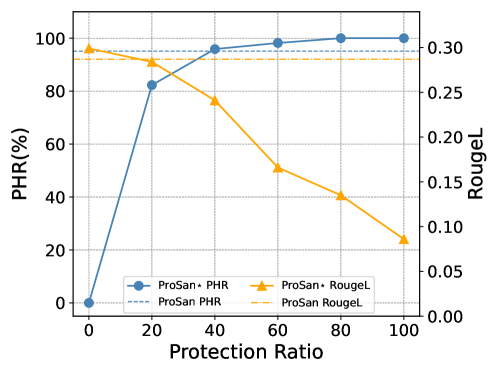 100
80
60
40
20
0
PHR(%)
0.30
0.25
0.20
0.15
0.10
0.05
0.00
RougeL
ProSan⋆ PHR
ProSan PHR
ProSan⋆ RougeL
ProSan RougeL
0 20 40 60 80 100
Protection Ratio